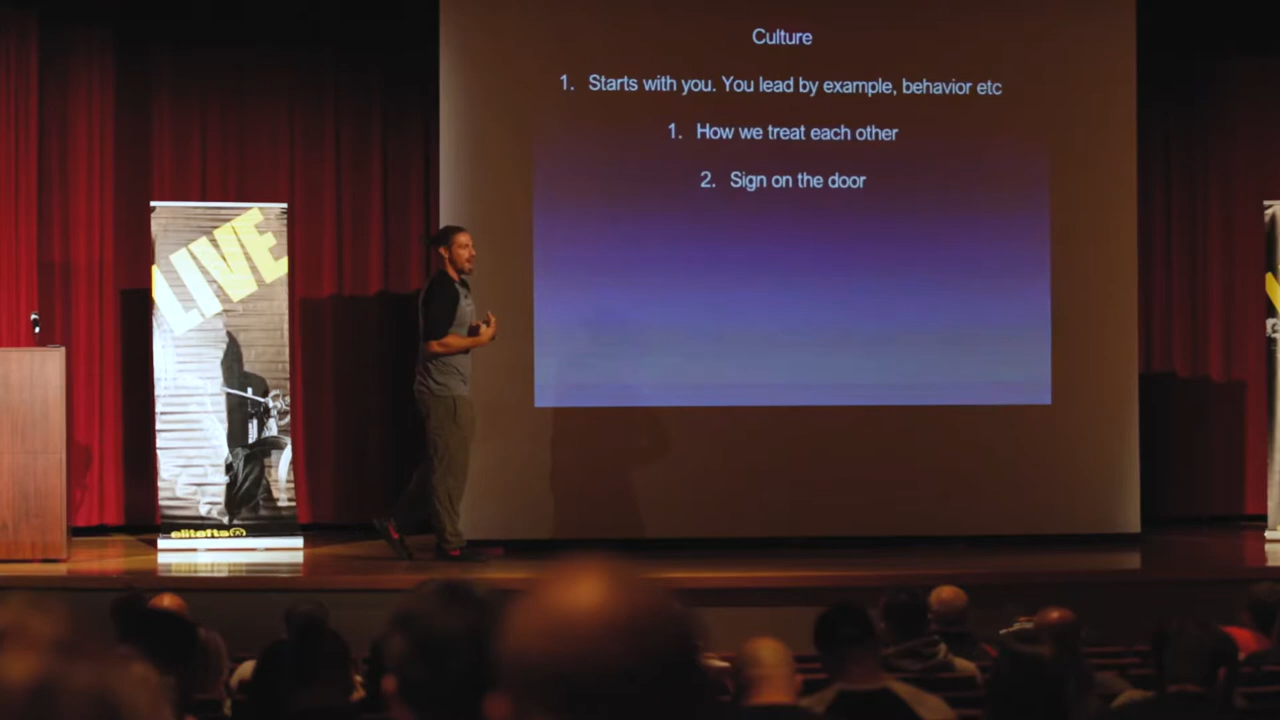 Culture
1. Starts with you. You lead by example, behavior etc
1. How we treat each other
2. Sign on the door
LIVE
elitefts